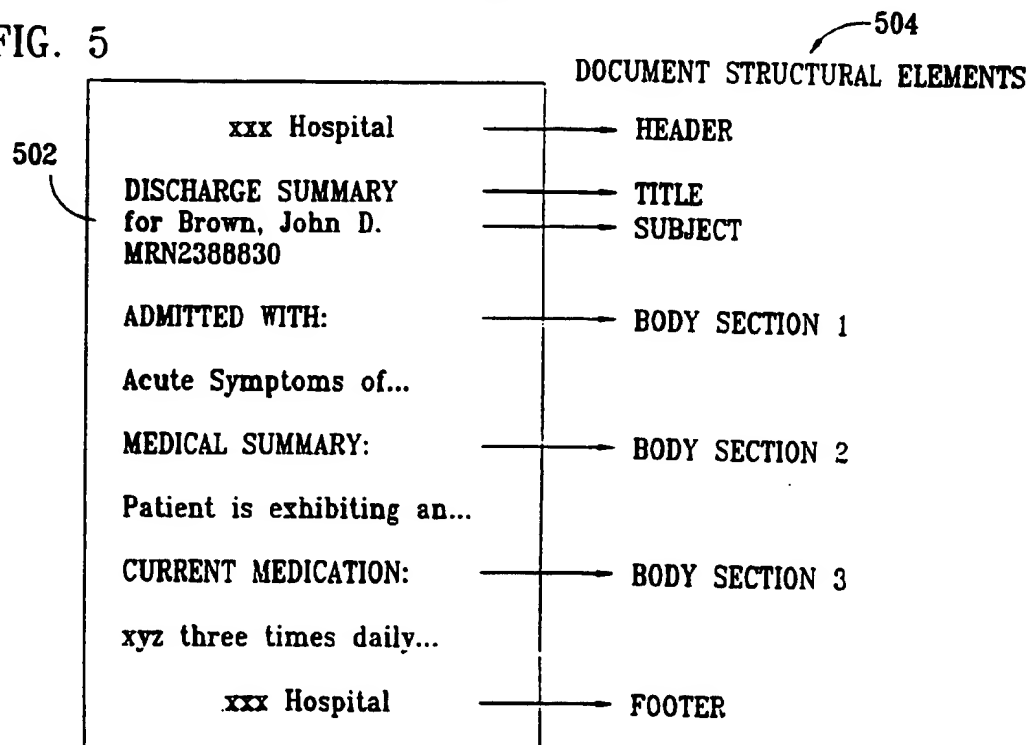 FIG. 5
504
DOCUMENT STRUCTURAL ELEMENTS
xxx Hospital HEADER
502
DISCHARGE SUMMARY TITLE
for Brown, John D. SUBJECT
MRN2388830
ADMITTED WITH: BODY SECTION 1
Acute Symptoms of...
MEDICAL SUMMARY: BODY SECTION 2
Patient is exhibiting an...
CURRENT MEDICATION: BODY SECTION 3
xyz three times daily...
xxx Hospital FOOTER